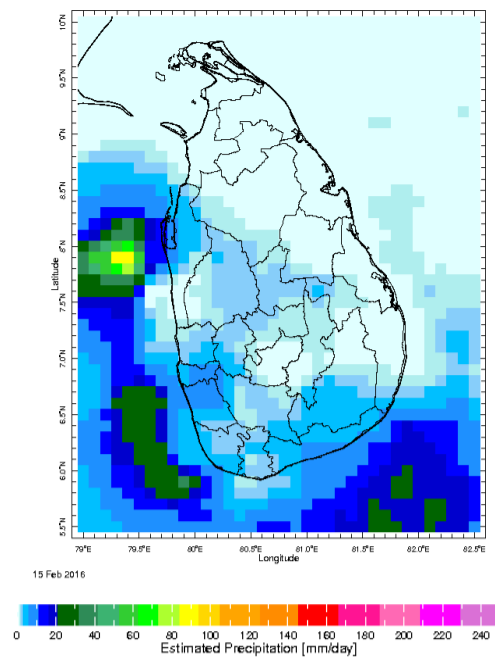 10°N
9.5°N
9°N
8.5°N
8°N
7.5°N
7.0°N
6.5°N
6.0°N
5.5°N
Latitude
79°E 79.5°E 80°E 80.5°E 81°E 81.5°E 82°E 82.5°E
Longitude
15 Feb 2016
0 20 40 60 80 100 120 140 160 180 200 220 240
Estimated Precipitation [mm/day]